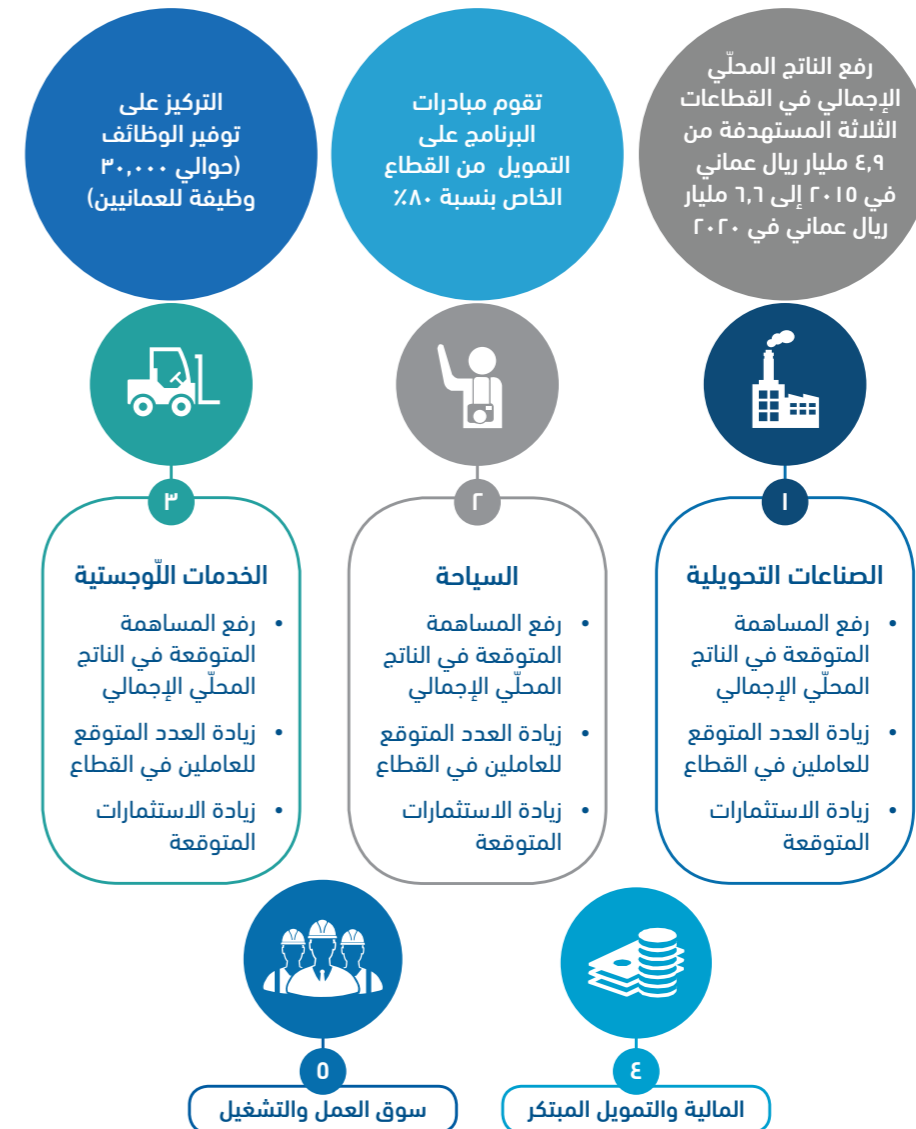 رفع الناتج المحلّي
الإجمالي في القطاعات
الثلاثة المستهدفة من
٤,٩ مليار ريال عماني
في ٢٠١٥ إلى ٦,٦ مليار
ريال عماني في ٢٠٢٠
تقوم مبادرات
البرنامج على
التمويل من القطاع
الخاص بنسبة ٨٠٪
التركيز على
توفير الوظائف
(حوالي ٣٠,٠٠٠
وظيفة للعمانيين)
١
الصناعات التحويلية
• رفع المساهمة
المتوقعة في الناتج
المحلّي الإجمالي
• زيادة العدد المتوقع
للعاملين في القطاع
• زيادة الاستثمارات
المتوقعة
٢
السياحة
• رفع المساهمة
المتوقعة في الناتج
المحلّي الإجمالي
• زيادة العدد المتوقع
للعاملين في القطاع
• زيادة الاستثمارات
المتوقعة
٣
الخدمات اللّوجستية
• رفع المساهمة
المتوقعة في الناتج
المحلّي الإجمالي
• زيادة العدد المتوقع
للعاملين في القطاع
• زيادة الاستثمارات
المتوقعة
٤
المالية والتمويل المبتكر
٥
سوق العمل والتشغيل